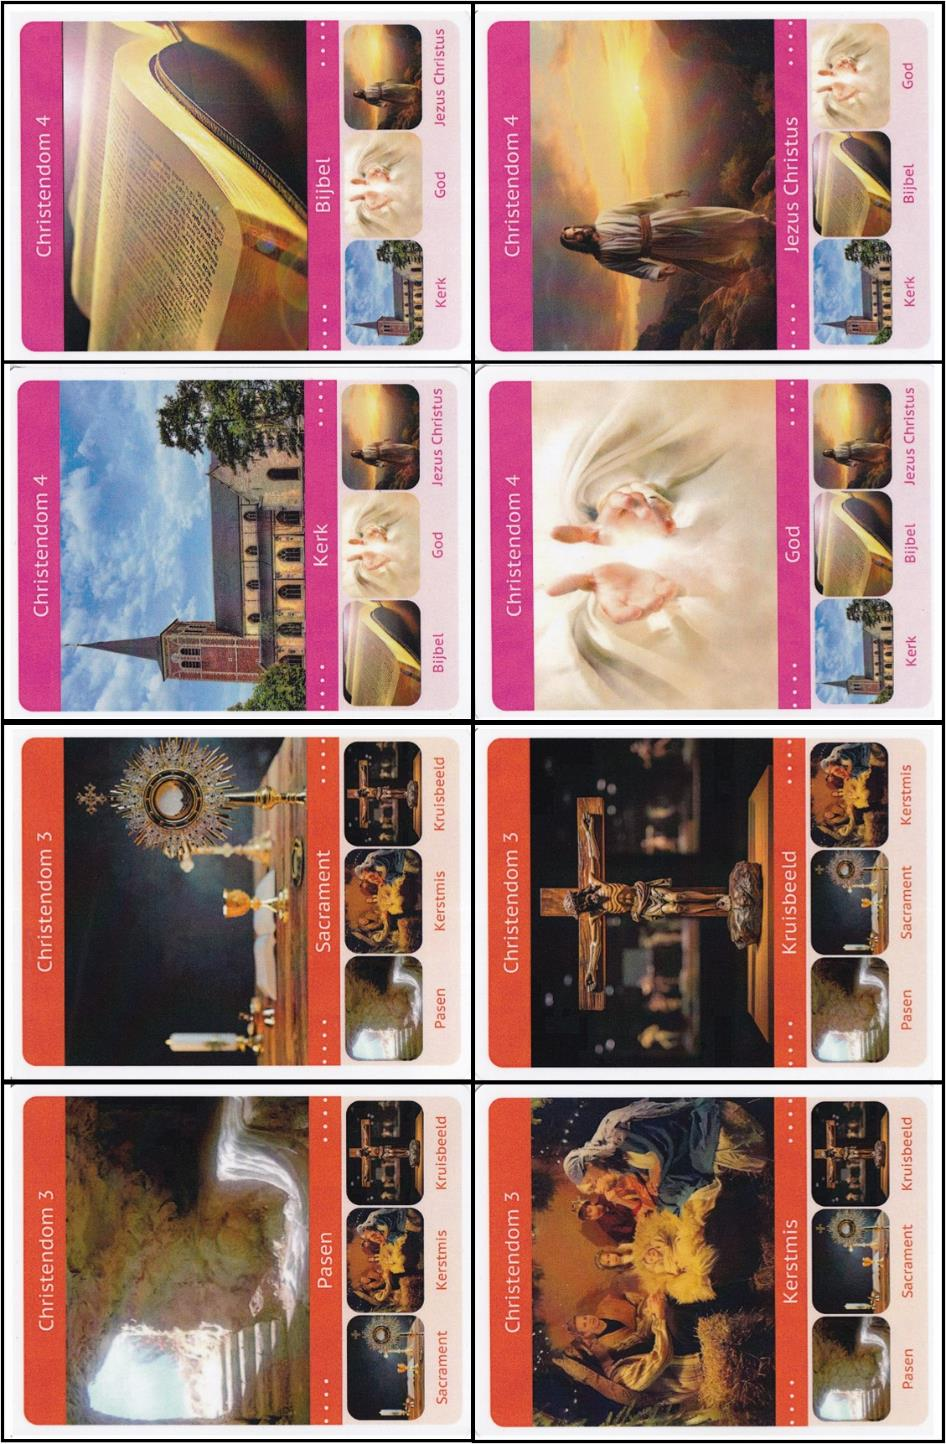 Christendom 4
Bijbel
Kerk God Jezus Christus
Christendom 4
Jezus Christus
Kerk Bijbel God
Christendom 4
Kerk
Bijbel God Jezus Christus
Christendom 4
God
Kerk Bijbel Jezus Christus
Christendom 3
Sacrament
Pasen Kerstmis Kruisbeeld
Christendom 3
Kruisbeeld
Pasen Sacrament Kerstmis
Christendom 3
Pasen
Sacrament Kerstmis Kruisbeeld
Christendom 3
Kerstmis
Pasen Sacrament Kruisbeeld